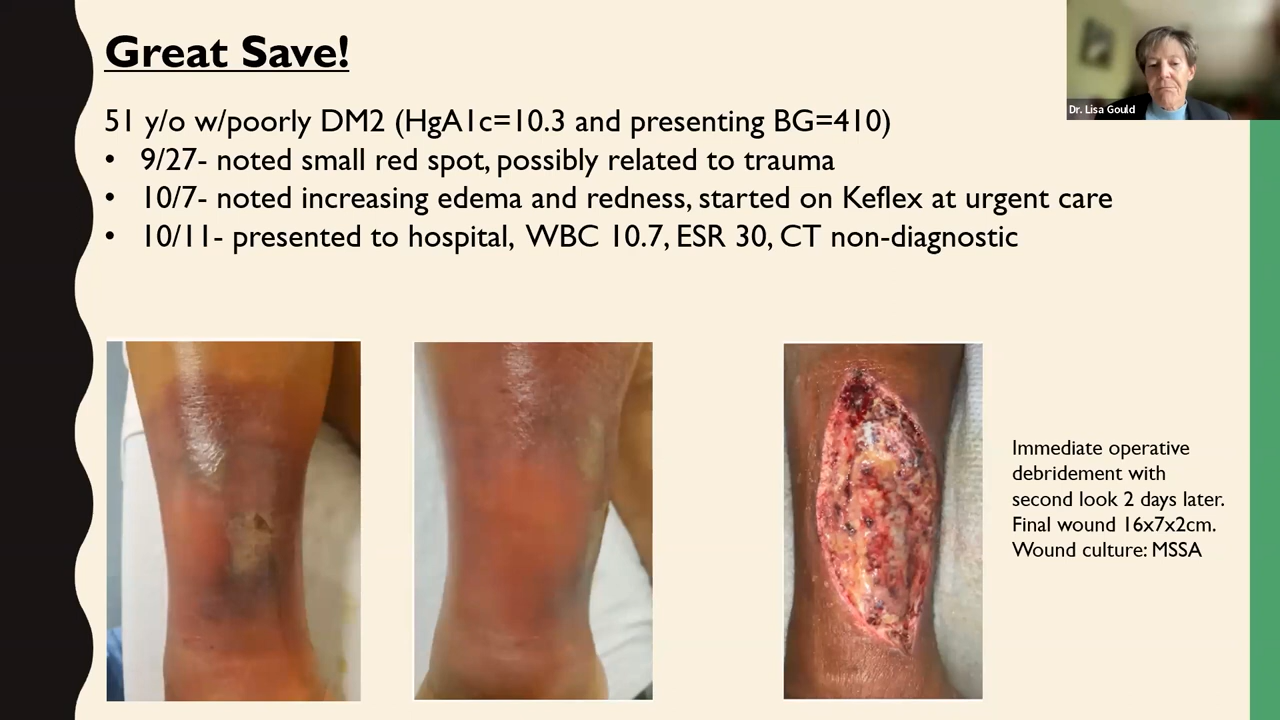 Great Save!
Dr. Lisa Gould
51 y/o w/poorly DM2 (HgA1c=10.3 and presenting BG=410)
• 9/27- noted small red spot, possibly related to trauma
• 10/7- noted increasing edema and redness, started on Keflex at urgent care
• 10/11- presented to hospital, WBC 10.7, ESR 30, CT non-diagnostic
Immediate operative
debridement with
second look 2 days later.
Final wound 16x7x2cm.
Wound culture: MSSA